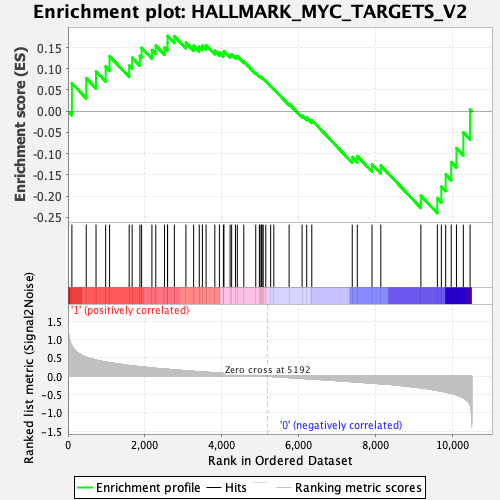 Enrichment plot: HALLMARK_MYC_TARGETS_V2
Enrichment score (ES)
0.15
0.10
0.05
0.00
-0.05
-0.10
-0.15
-0.20
-0.25
'1' (positively correlated)
Ranked list metric (Signal2Noise)
1.5
1.0
0.5
0.0
-0.5
-1.0
-1.5
Zero cross at 5192
'0' (negatively correlated)
0
2,000
4,000
6,000
8,000
10,000
Rank in Ordered Dataset
Enrichment profile
Hits
Ranking metric scores